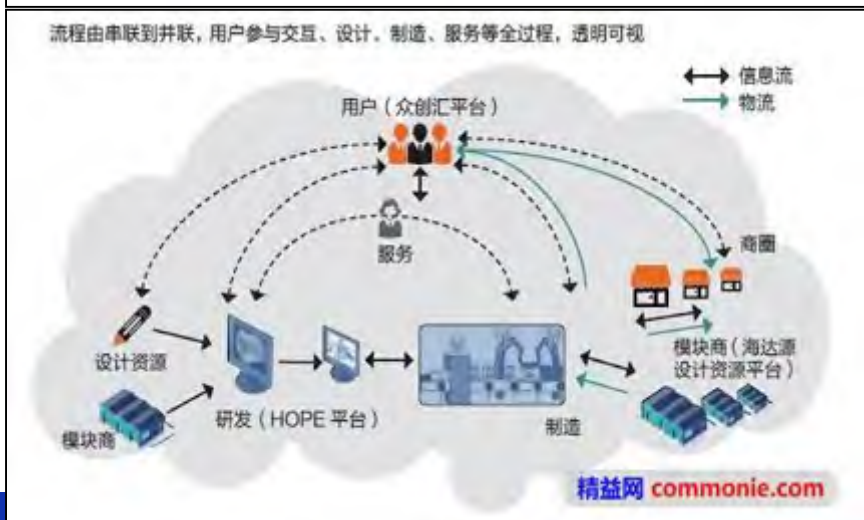 流程由串联到并联，用户参与交互、设计、制造、服务等全过程，透明可视
信息流
物流
用户（众创汇平台）
服务
商圈
设计资源
模块商（海达源
设计资源平台）
研发（HOPE 平台）
制造
模块商
精益网 commonie.com